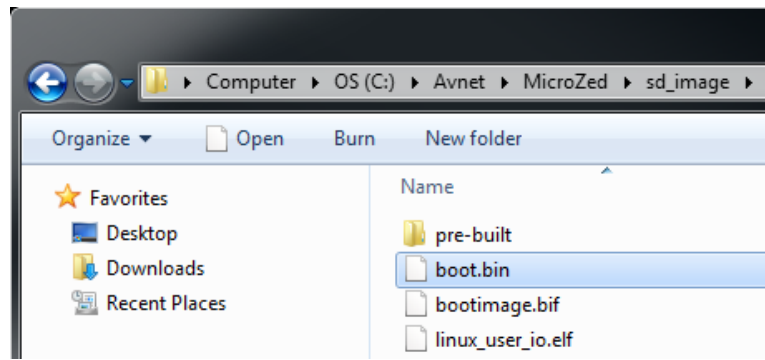 Computer OS (C:) Avnet MicroZed sd_image
Organize Open Burn New folder
Favorites
Desktop
Downloads
Recent Places
Name
pre-built
boot.bin
bootimage.bif
linux_user_io.elf